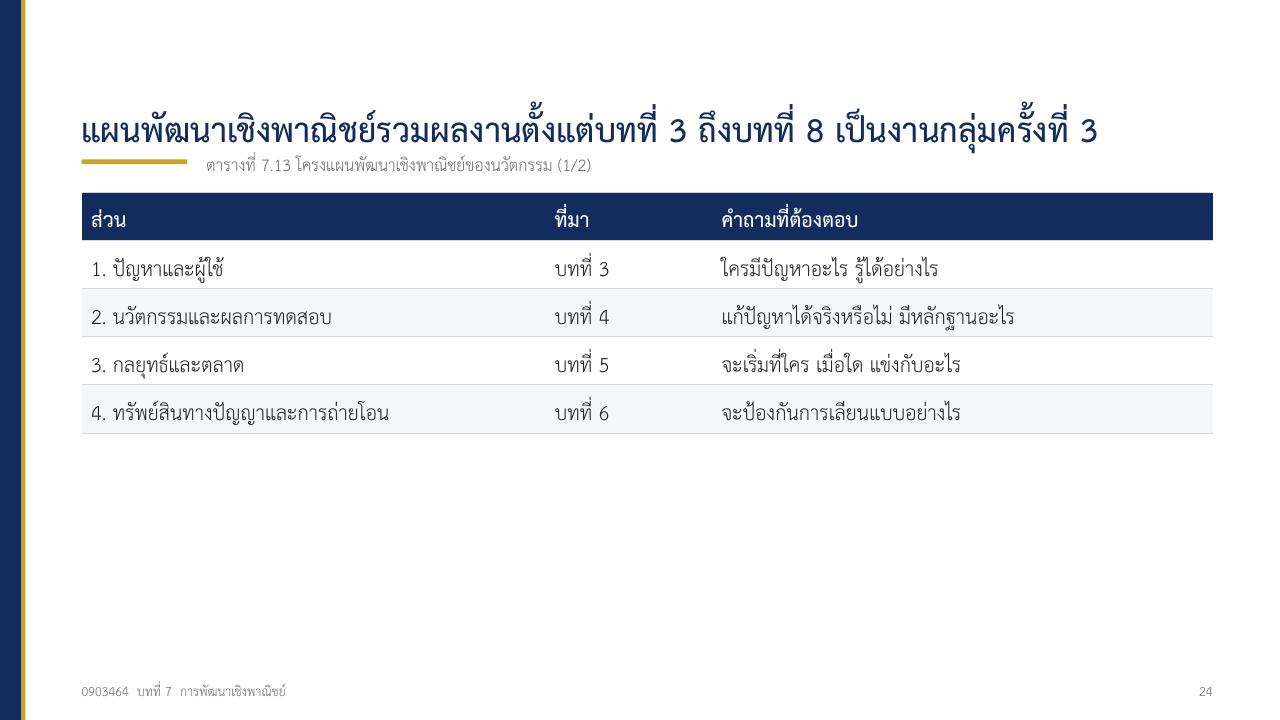 แผนพัฒนาเชิงพาณิชย์รวมผลงานตั้งแต่บทที่ 3 ถึงบทที่ 8 เป็นงานกลุ่มครั้งที่ 3
ตารางที่ 7.13 โครงแผนพัฒนาเชิงพาณิชย์ของนวัตกรรม (1/2)
ส่วน ที่มา คำถามที่ต้องตอบ
1. ปัญหาและผู้ใช้ บทที่ 3 ใครมีปัญหาอะไร รู้ได้อย่างไร
2. นวัตกรรมและผลการทดสอบ บทที่ 4 แก้ปัญหาได้จริงหรือไม่ มีหลักฐานอะไร
3. กลยุทธ์และตลาด บทที่ 5 จะเริ่มที่ใคร เมื่อใด แข่งกับอะไร
4. ทรัพย์สินทางปัญญาและการถ่ายโอน บทที่ 6 จะป้องกันการเลียนแบบอย่างไร
0903464 บทที่ 7 การพัฒนาเชิงพาณิชย์ 24